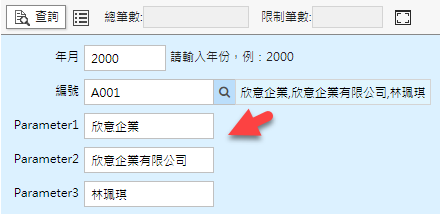 查詢 總筆數: 限制筆數:
年月 2000 請輸入年份，例：2000
編號 A001 欣意企業,欣意企業有限公司,林珮琪
Parameter1 欣意企業
Parameter2 欣意企業有限公司
Parameter3 林珮琪